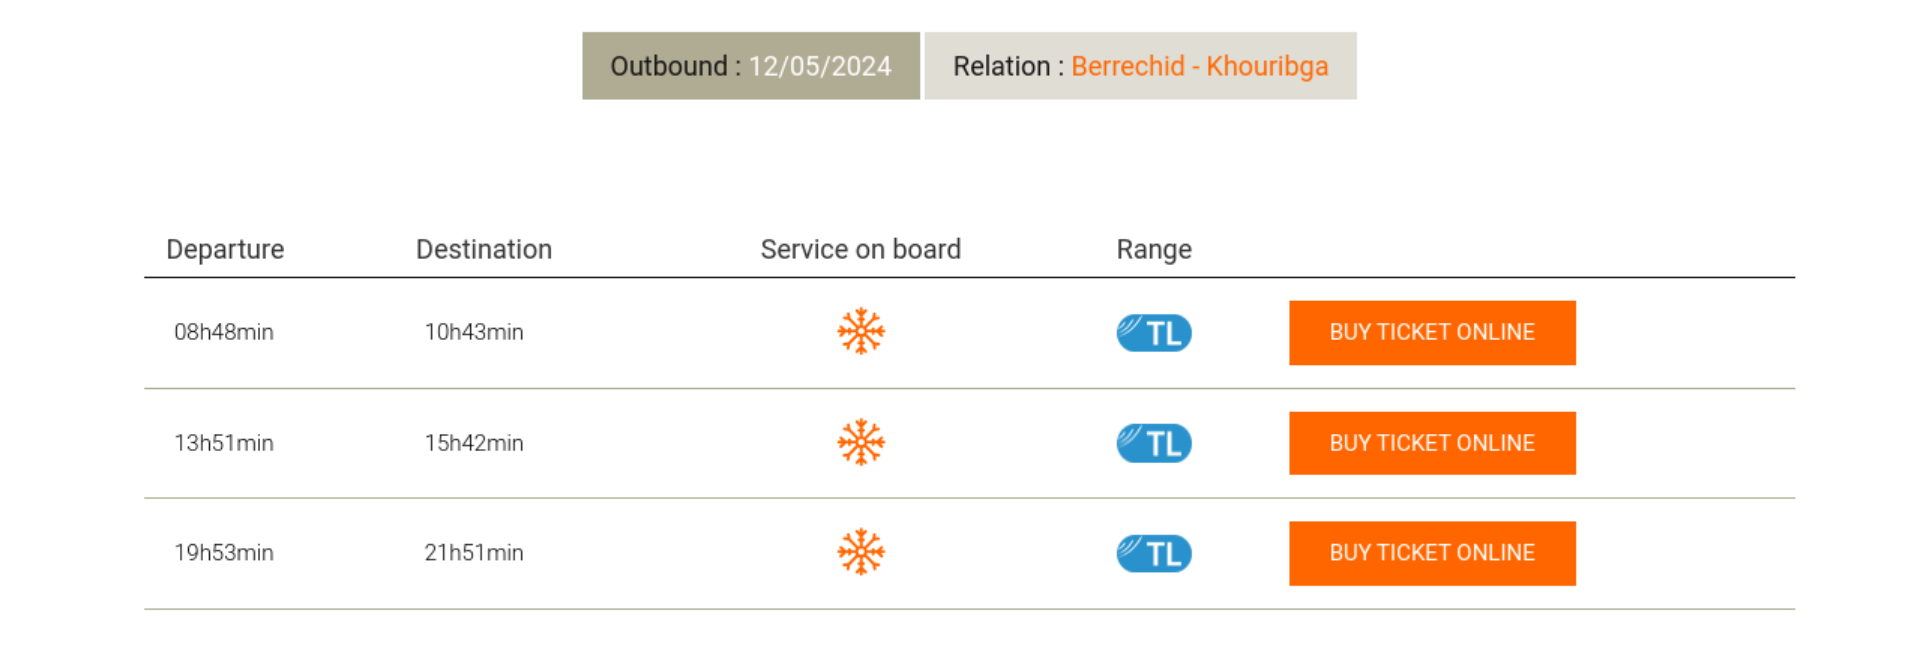 Outbound : 12/05/2024 Relation : Berrechid - Khouribga
Departure Destination Service on board Range
08h48min 10h43min TL BUY TICKET ONLINE
13h51min 15h42min TL BUY TICKET ONLINE
19h53min 21h51min TL BUY TICKET ONLINE